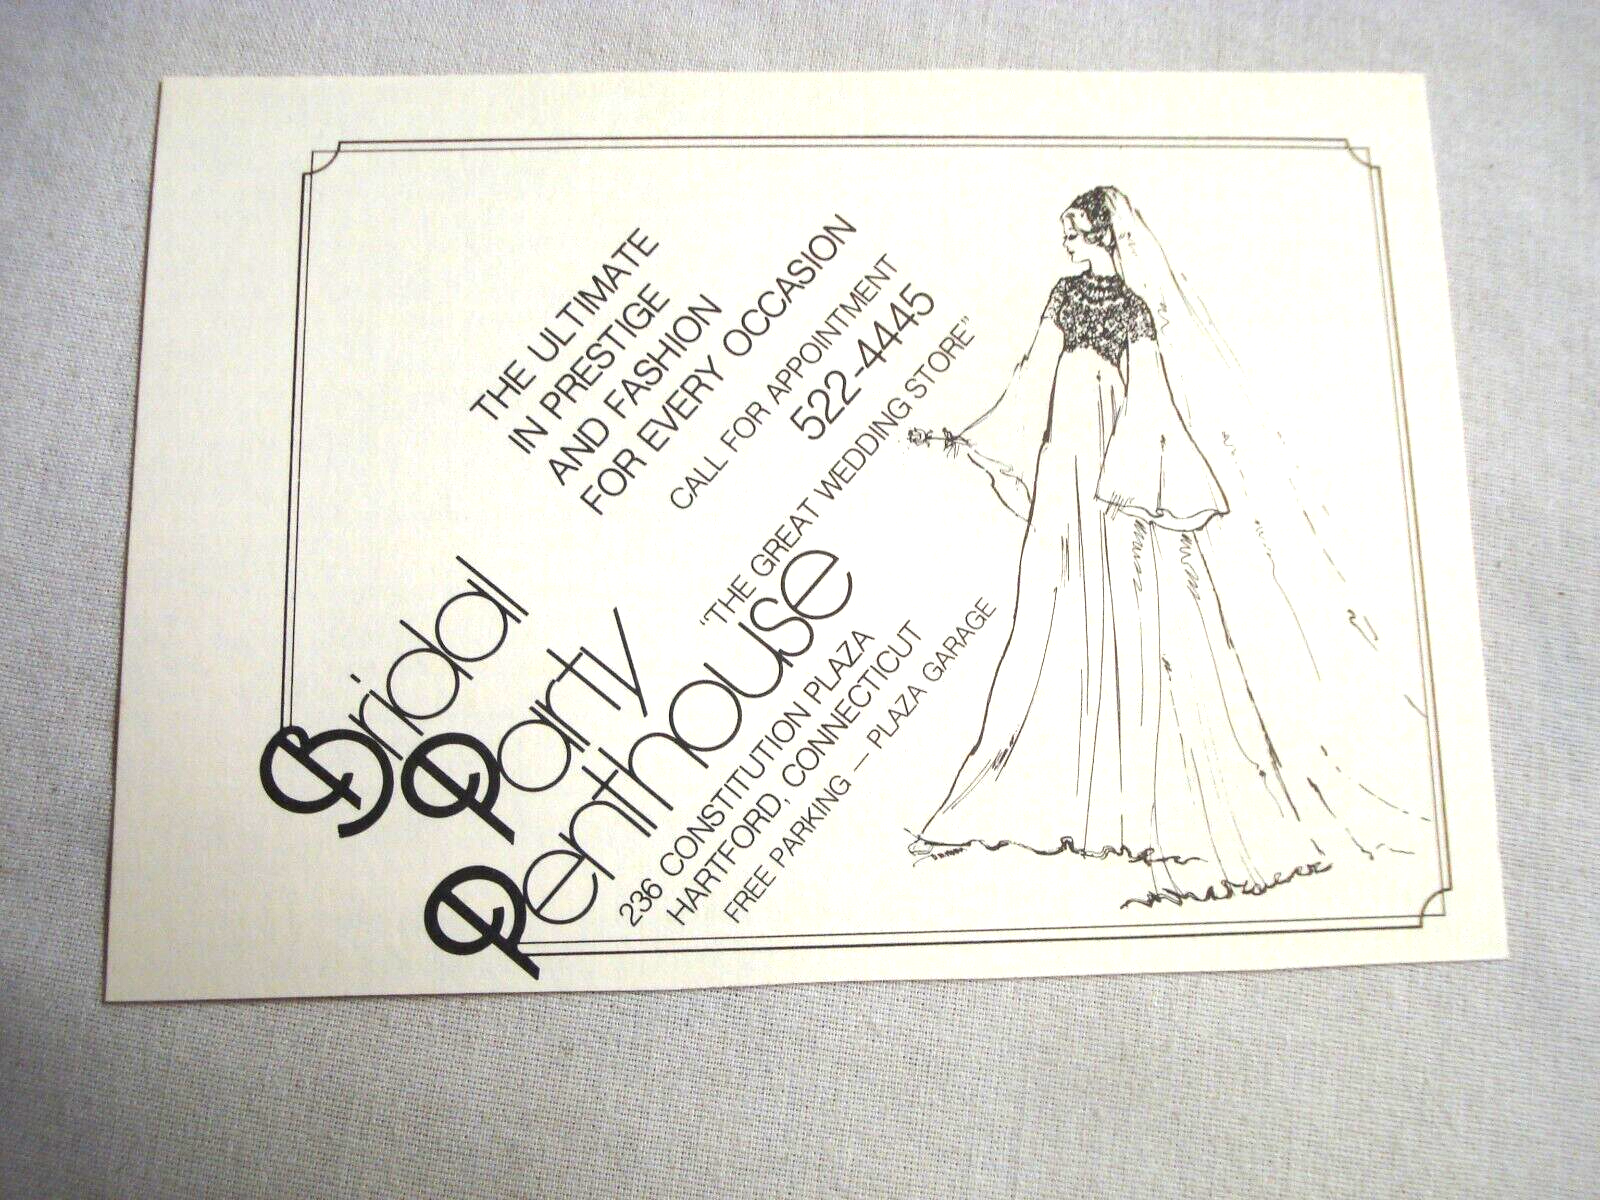 THE ULTIMATE
IN PRESTIGE
AND FASHION
FOR EVERY OCCASION
CALL FOR APPOINTMENT
522-4445
"THE GREAT WEDDING STORE"
Bridal
Party
Penthouse
236 CONSTITUTION PLAZA
HARTFORD, CONNECTICUT
FREE PARKING — PLAZA GARAGE